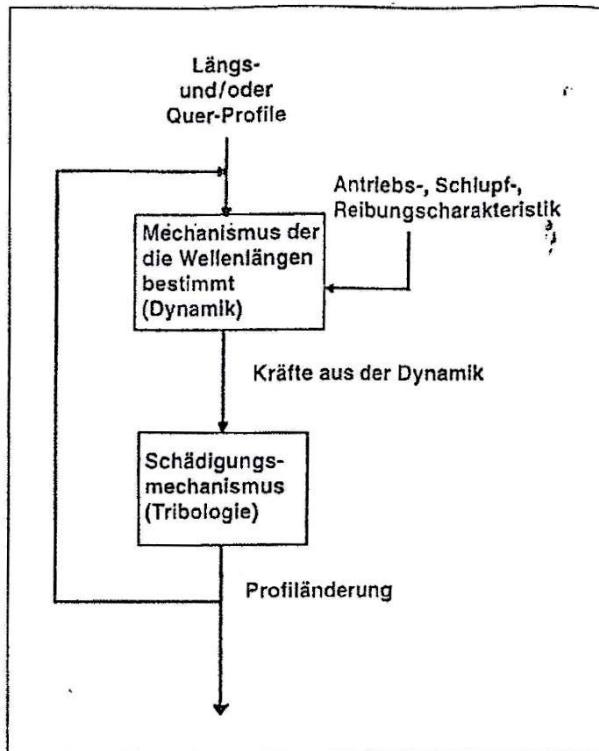 Längs-
und/oder
Quer-Profile
Antriebs-, Schlupf-,
Reibungscharakteristik
Mechanismus der
die Wellenlängen
bestimmt
(Dynamik)
Kräfte aus der Dynamik
Schädigungs-
mechanismus
(Tribologie)
Profiländerung